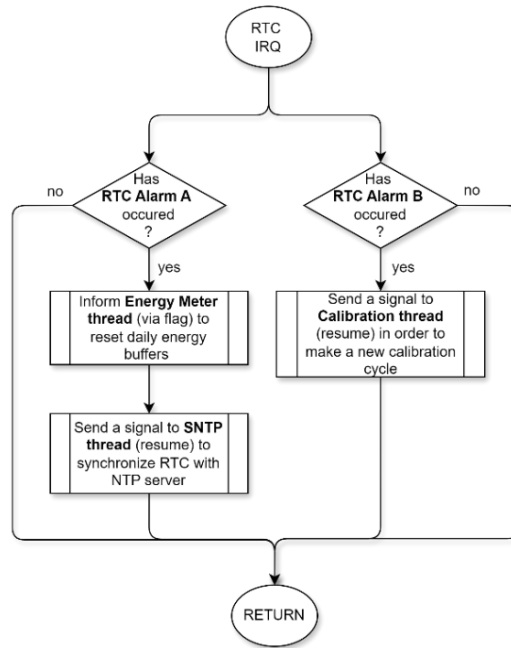 RTC
IRQ
Has
RTC Alarm A
occured
?
no
yes
Inform Energy Meter
thread (via flag) to
reset daily energy
buffers
Send a signal to SNTP
thread (resume) to
synchronize RTC with
NTP server
Has
RTC Alarm B
occured
?
no
yes
Send a signal to
Calibration thread
(resume) in order to
make a new calibration
cycle
RETURN